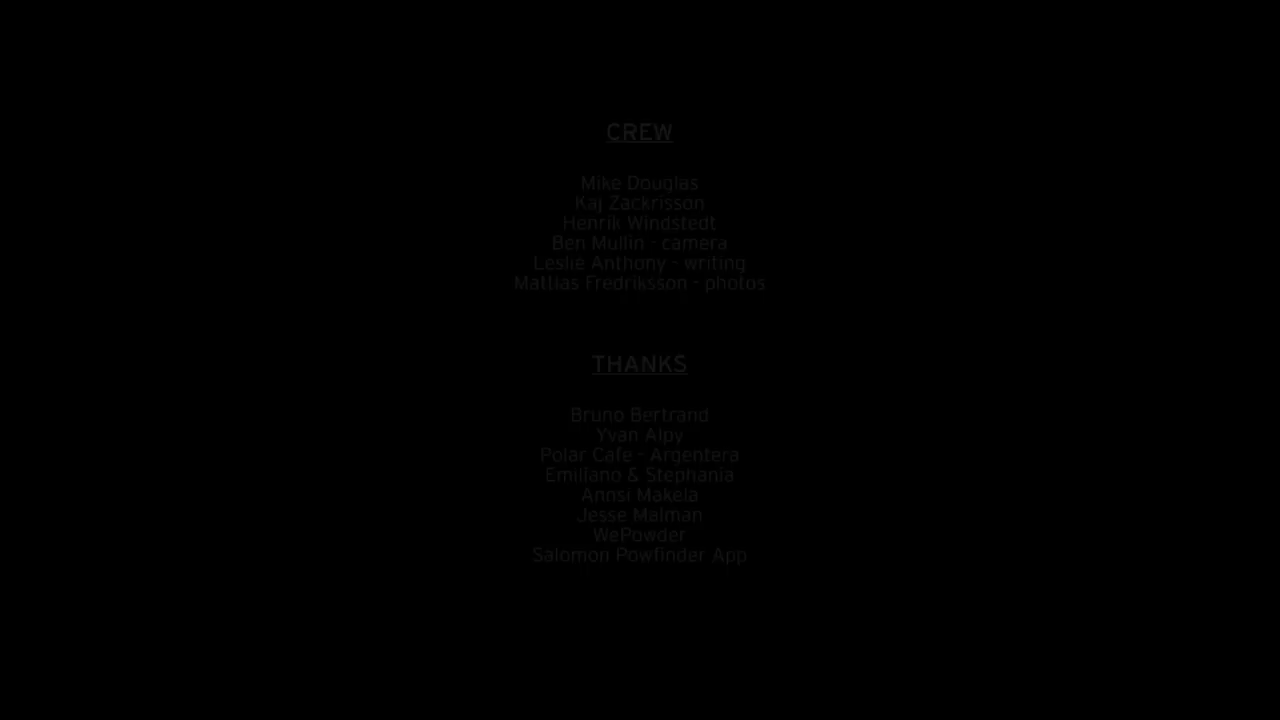 CREW
Mike Douglas
Kaj Zackrisson
Henrik Windstedt
Ben Mullin - camera
Leslie Anthony - writing
Mattias Fredriksson - photos
THANKS
Bruno Bertrand
Yvan Alpy
Polar Cafe - Argentera
Emiliano & Stephania
Annsi Makela
Jesse Malman
WePowder
Salomon Powfinder App